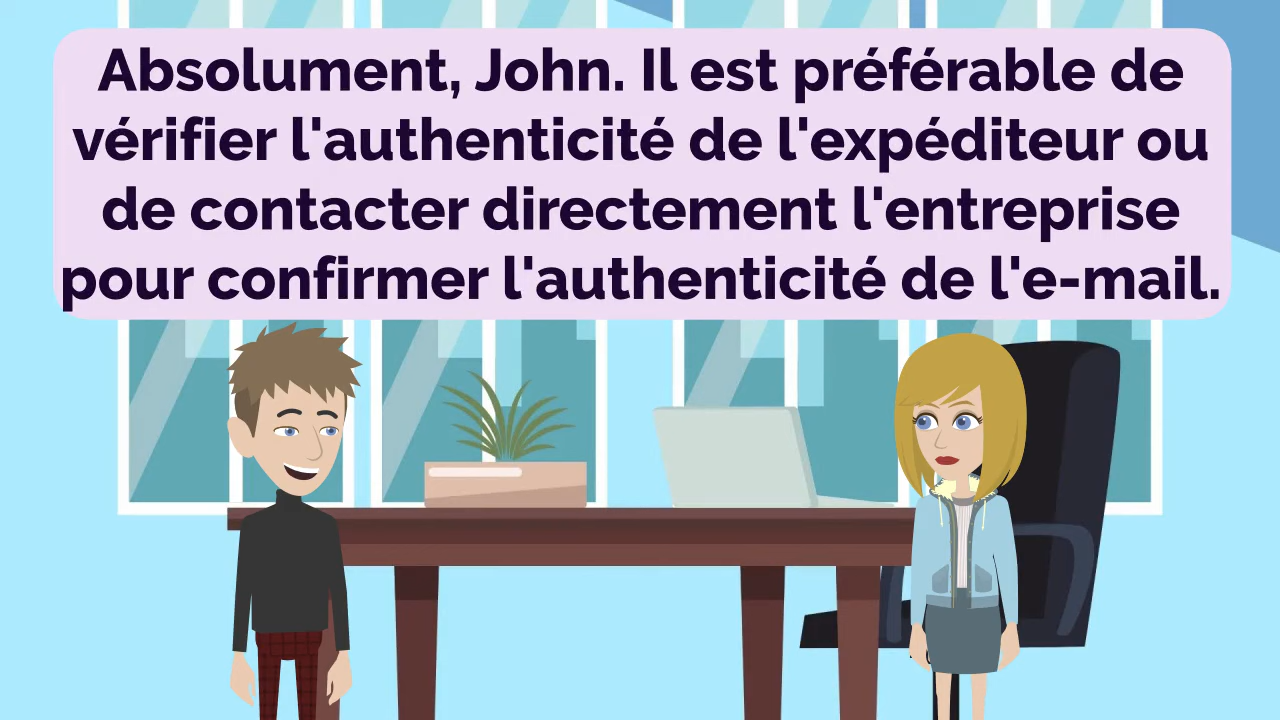 Absolument, John. Il est préférable de
vérifier l'authenticité de l'expéditeur ou
de contacter directement l'entreprise
pour confirmer l'authenticité de l'e-mail.